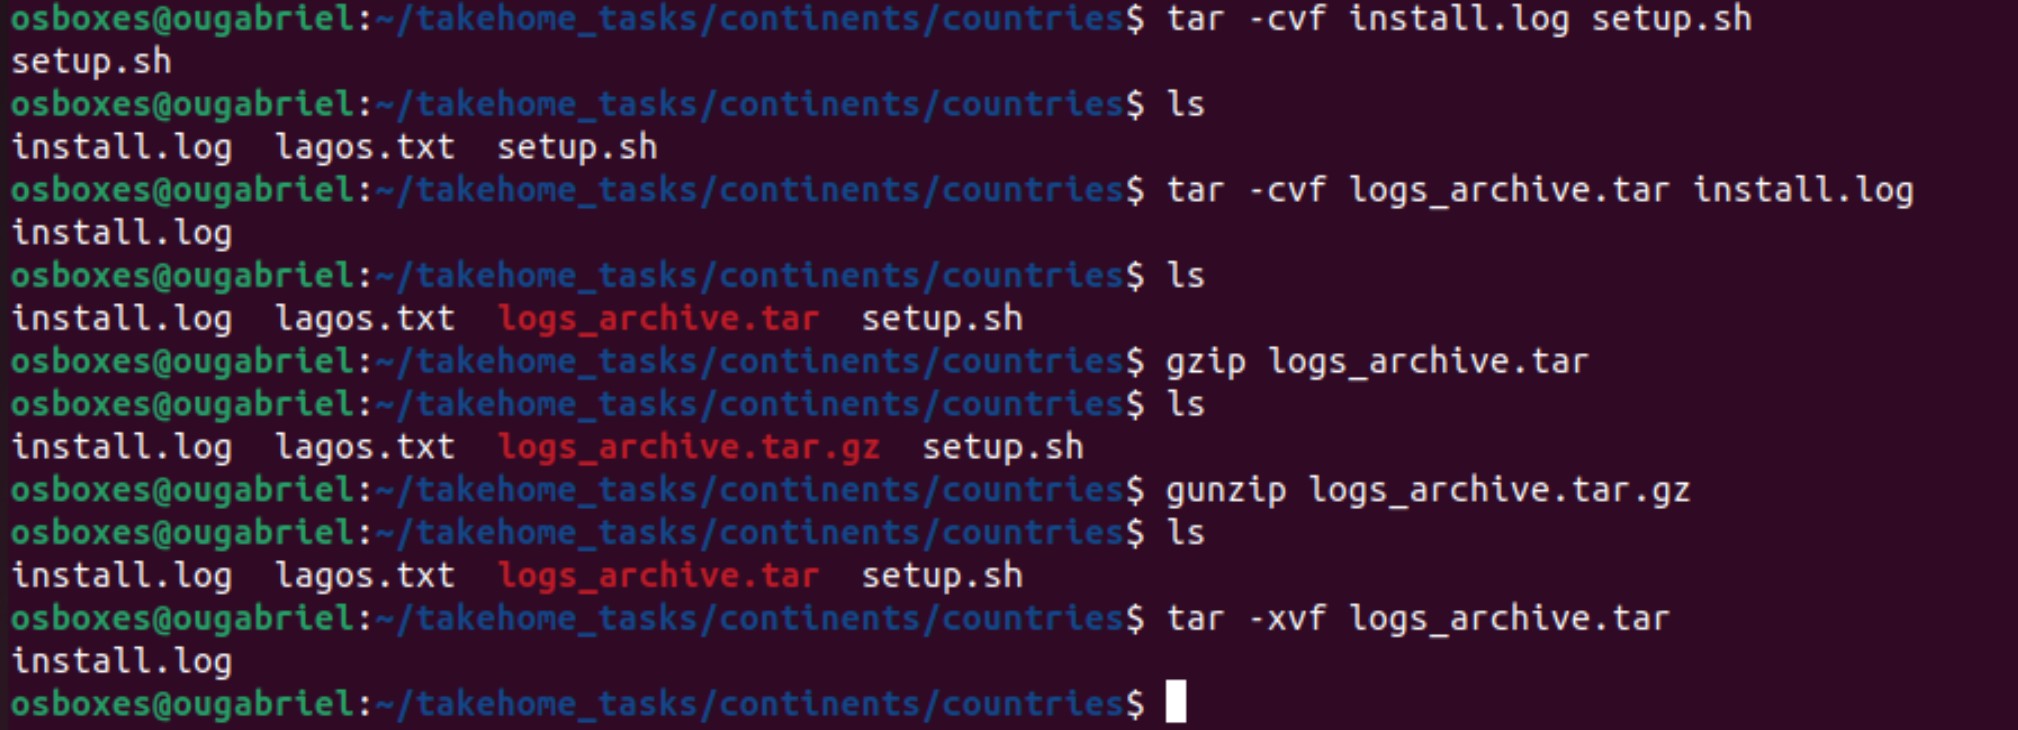 osboxes@ougabriel:~/takehome_tasks/continents/countries$ tar -cvf install.log setup.sh
setup.sh
osboxes@ougabriel:~/takehome_tasks/continents/countries$ ls
install.log  lagos.txt  setup.sh
osboxes@ougabriel:~/takehome_tasks/continents/countries$ tar -cvf logs_archive.tar install.log
install.log
osboxes@ougabriel:~/takehome_tasks/continents/countries$ ls
install.log  lagos.txt  logs_archive.tar  setup.sh
osboxes@ougabriel:~/takehome_tasks/continents/countries$ gzip logs_archive.tar
osboxes@ougabriel:~/takehome_tasks/continents/countries$ ls
install.log  lagos.txt  logs_archive.tar.gz  setup.sh
osboxes@ougabriel:~/takehome_tasks/continents/countries$ gunzip logs_archive.tar.gz
osboxes@ougabriel:~/takehome_tasks/continents/countries$ ls
install.log  lagos.txt  logs_archive.tar  setup.sh
osboxes@ougabriel:~/takehome_tasks/continents/countries$ tar -xvf logs_archive.tar
install.log
osboxes@ougabriel:~/takehome_tasks/continents/countries$